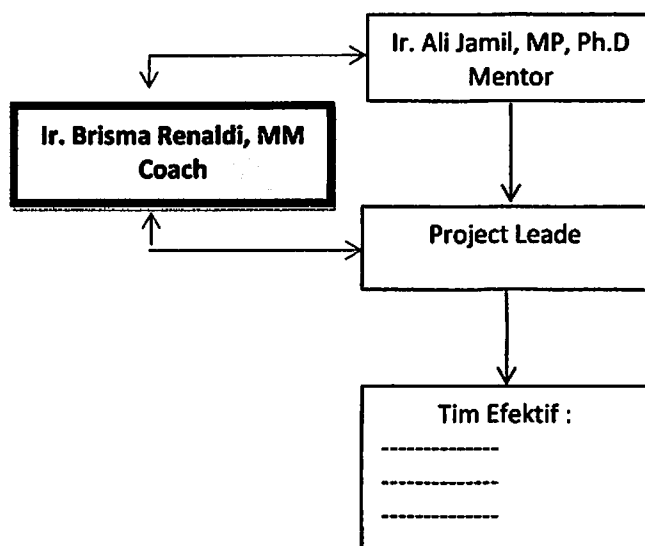 Ir. Ali Jamil, MP, Ph.D
Mentor
Ir. Brisma Renaldi, MM
Coach
Project Leade
Tim Efektif :